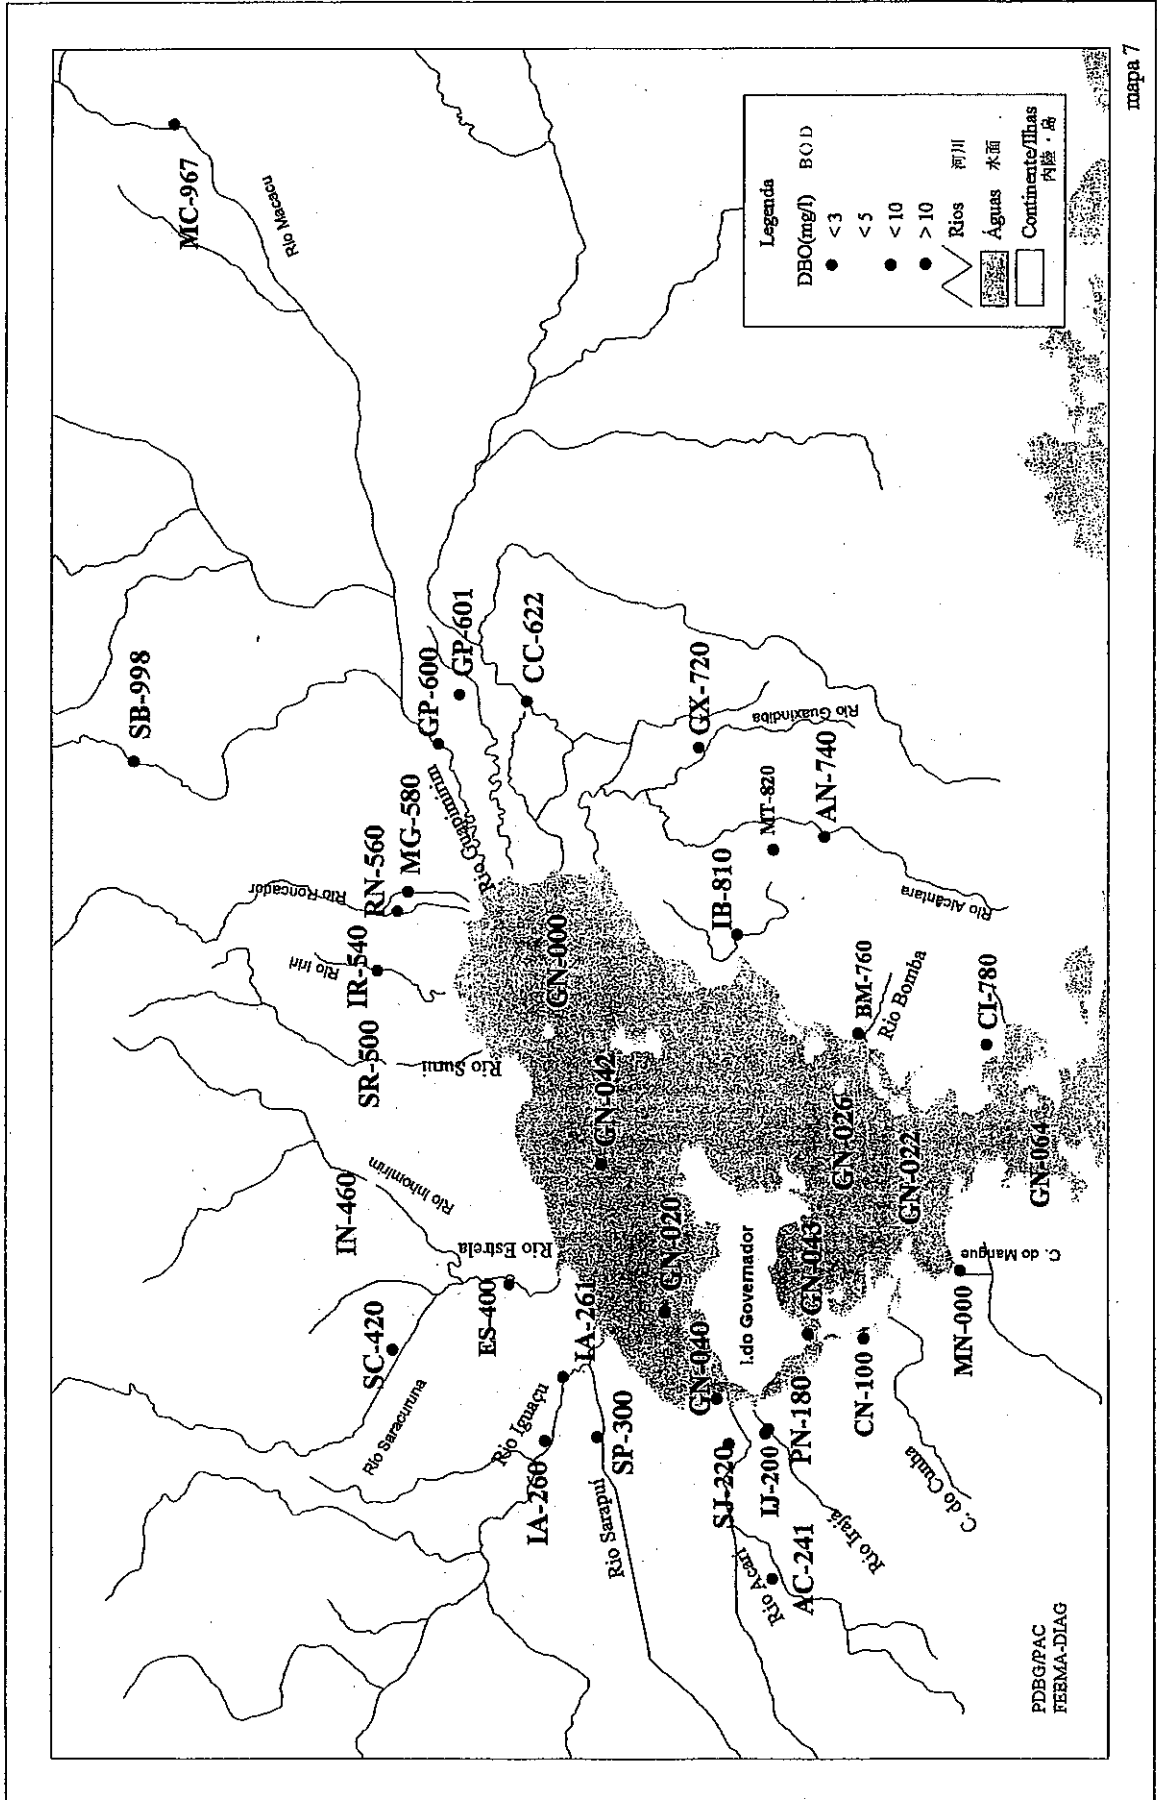 MC-967
Rio Macacu
SB-998
GP-600
GP-601
CC-622
Rio Guapimirim
MG-580
RN-560
Rio Roncador
IR-540
Rio Iriri
SR-500
Rio Suruí
IN-460
Rio Inhomirim
Rio Estrela
ES-400
SC-420
Rio Saracuruna
IA-261
Rio Iguaçu
IA-260
SP-300
Rio Sarapuí
GN-000
GN-042
GN-020
GN-040
I.do Governador
GN-043
GN-026
GN-022
GN-064
GX-720
Rio Guaxindiba
MT-820
AN-740
IB-810
Rio Alcântara
BM-760
Rio Bomba
CI-780
C. do Mangue
MN-000
CN-100
C. do Cunha
PN-180
IJ-200
Rio Irajá
SJ-220
Rio Acari
AC-241
Legenda
DBO(mg/l) BOD
< 3
< 5
< 10
> 10
Rios 河川
Águas 水面
Continente/Ilhas
内陸・島
PDBG/PAC
FEEMA-DIAG
mapa 7